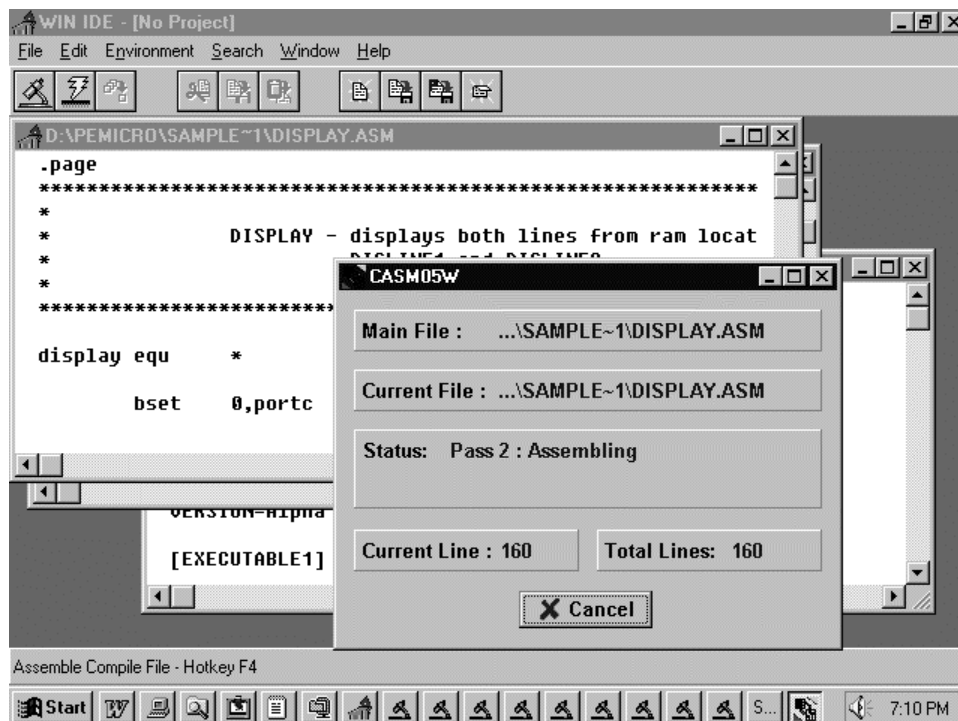 WIN IDE - [No Project]
File Edit Environment Search Window Help
D:\PEMICRO\SAMPLE~1\DISPLAY.ASM
.page
************************************************************
*
* DISPLAY - displays both lines from ram locat
*
*
display equ *
bset 0,portc
CASM05W
Main File : ...\SAMPLE~1\DISPLAY.ASM
Current File : ...\SAMPLE~1\DISPLAY.ASM
Status: Pass 2 : Assembling
Current Line : 160
Total Lines: 160
Cancel
VERSION=Alpha
[EXECUTABLE1]
Assemble Compile File - Hotkey F4
Start
S...
7:10 PM